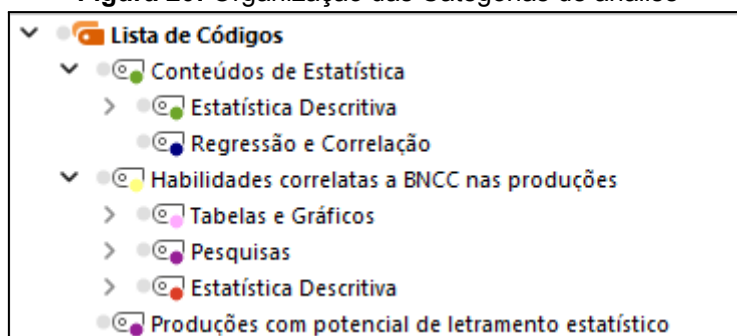 Figura 20: Organização das Categorias de análise
Lista de Códigos
Conteúdos de Estatística
Estatística Descritiva
Regressão e Correlação
Habilidades correlatas a BNCC nas produções
Tabelas e Gráficos
Pesquisas
Estatística Descritiva
Produções com potencial de letramento estatístico